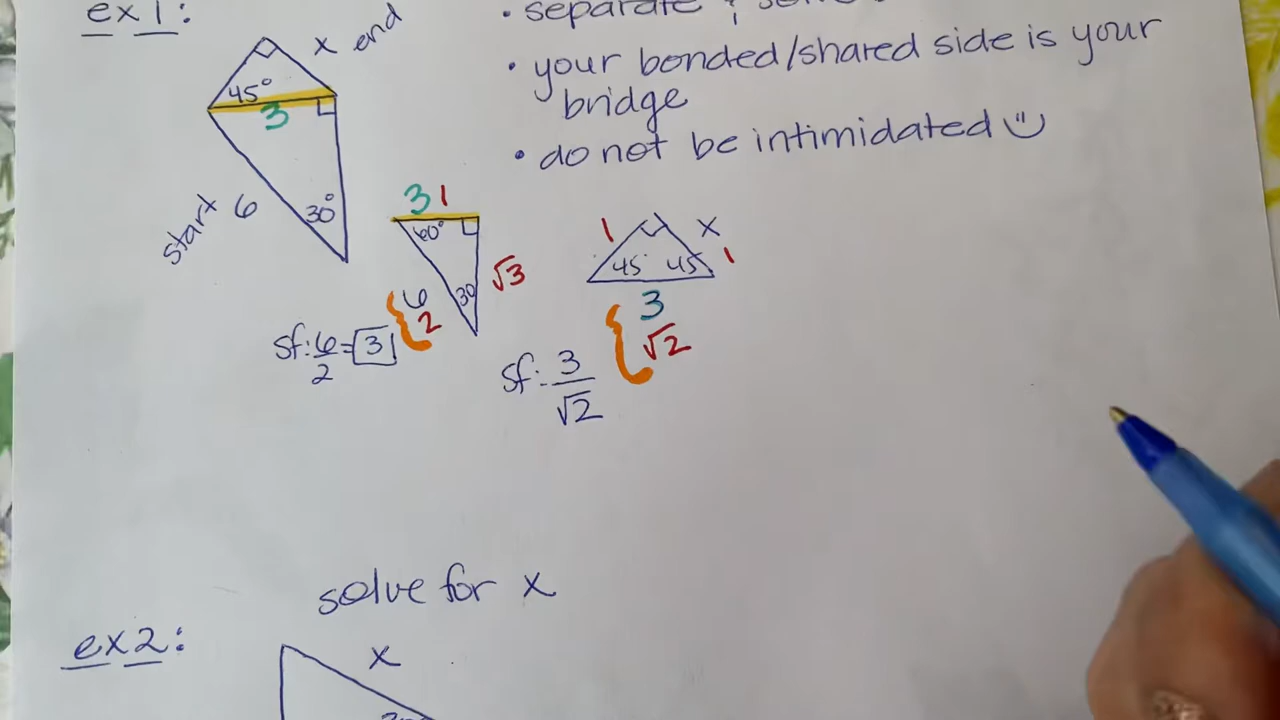 ex 1:
• separate & solve
• your bonded/shared side is your
bridge
• do not be intimidated
x end
45°
3
start 6
30°
3 1
60°
√3
6
2
30
sf: 6/2 = 3
1
x
45 45
1
3
√2
sf: 3/√2
solve for x
ex 2:
x